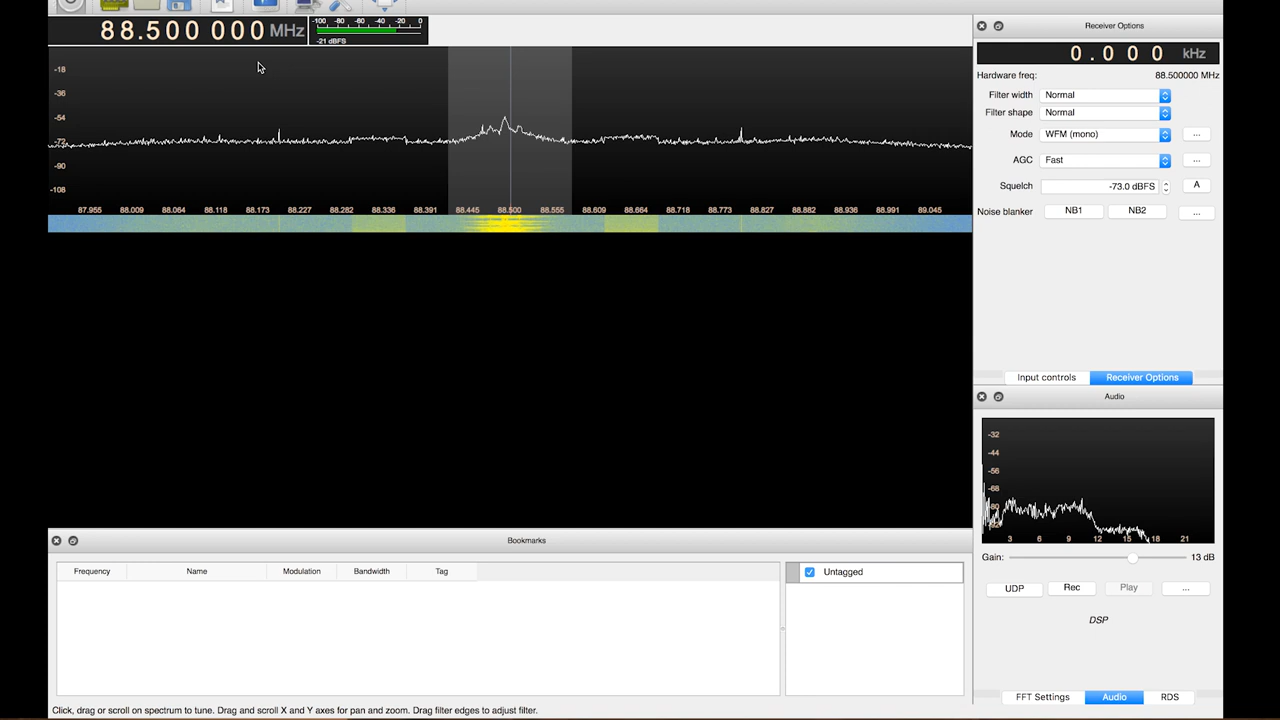 88.500 000 MHz
-100 -80 -60 -40 -20 0
-21 dBFS
-18
-36
-54
-72
-90
-108
87.955 88.009 88.064 88.118 88.173 88.227 88.282 88.336 88.391 88.445 88.500 88.555 88.609 88.664 88.718 88.773 88.827 88.882 88.936 88.991 89.045
Receiver Options
0.000 kHz
Hardware freq: 88.500000 MHz
Filter width Normal
Filter shape Normal
Mode WFM (mono) ...
AGC Fast ...
Squelch -73.0 dBFS A
Noise blanker NB1 NB2 ...
Input controls Receiver Options
Audio
-32
-44
-56
-68
-80
3 6 9 12 15 18 21
Gain: 13 dB
UDP Rec Play ...
DSP
FFT Settings Audio RDS
Bookmarks
Frequency Name Modulation Bandwidth Tag
Untagged
Click, drag or scroll on spectrum to tune. Drag and scroll X and Y axes for pan and zoom. Drag filter edges to adjust filter.